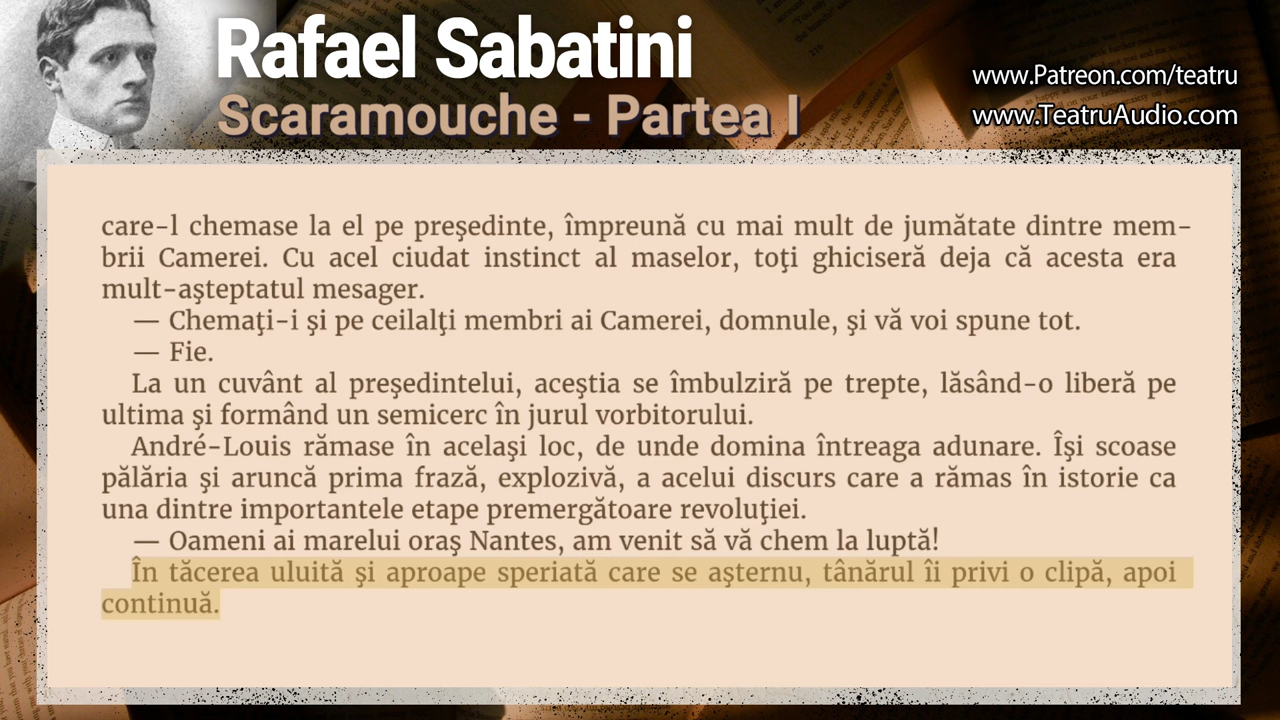 Rafael Sabatini
Scaramouche - Partea I
www.Patreon.com/teatru
www.TeatruAudio.com
care-l chemase la el pe preşedinte, împreună cu mai mult de jumătate dintre mem-
brii Camerei. Cu acel ciudat instinct al maselor, toţi ghiciseră deja că acesta era
mult-aşteptatul mesager.
— Chemaţi-i şi pe ceilalţi membri ai Camerei, domnule, şi vă voi spune tot.
— Fie.
La un cuvânt al preşedintelui, aceştia se îmbulziră pe trepte, lăsând-o liberă pe
ultima şi formând un semicerc în jurul vorbitorului.
André-Louis rămase în acelaşi loc, de unde domina întreaga adunare. Îşi scoase
pălăria şi aruncă prima frază, explozivă, a acelui discurs care a rămas în istorie ca
una dintre importantele etape premergătoare revoluţiei.
— Oameni ai marelui oraş Nantes, am venit să vă chem la luptă!
În tăcerea uluită şi aproape speriată care se aşternu, tânărul îi privi o clipă, apoi
continuă.